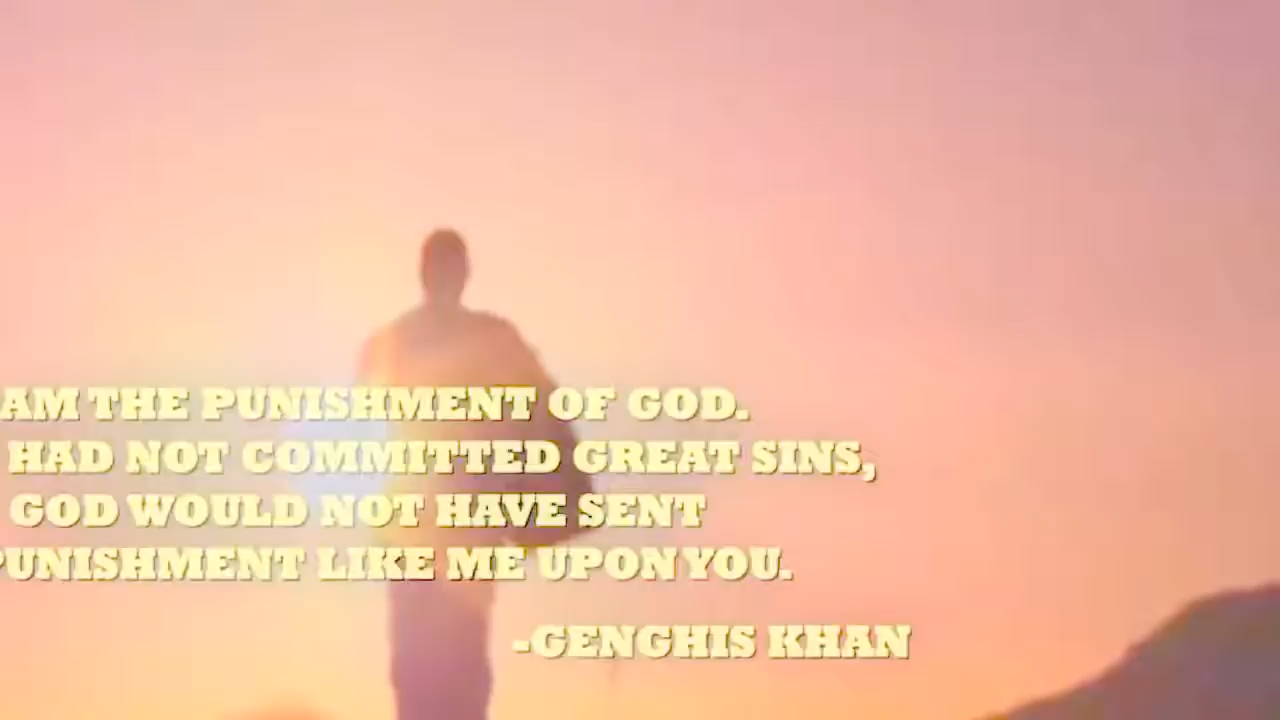 AM THE PUNISHMENT OF GOD.
HAD NOT COMMITTED GREAT SINS,
GOD WOULD NOT HAVE SENT
PUNISHMENT LIKE ME UPON YOU.
-GENGHIS KHAN